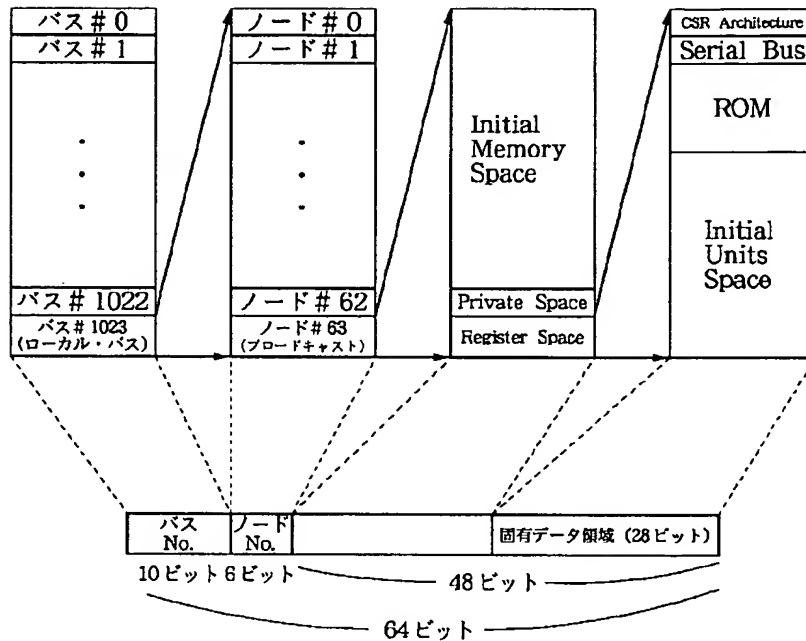 バス# 0
バス# 1
バス# 1022
バス# 1023
(ローカル・バス)
ノード# 0
ノード# 1
ノード# 62
ノード# 63
(ブロードキャスト)
Initial
Memory
Space
Private Space
Register Space
CSR Architecture
Serial Bus
ROM
Initial
Units
Space
バス
No.
ノード
No.
固有データ領域 (28ビット)
10ビット 6ビット
48ビット
64ビット